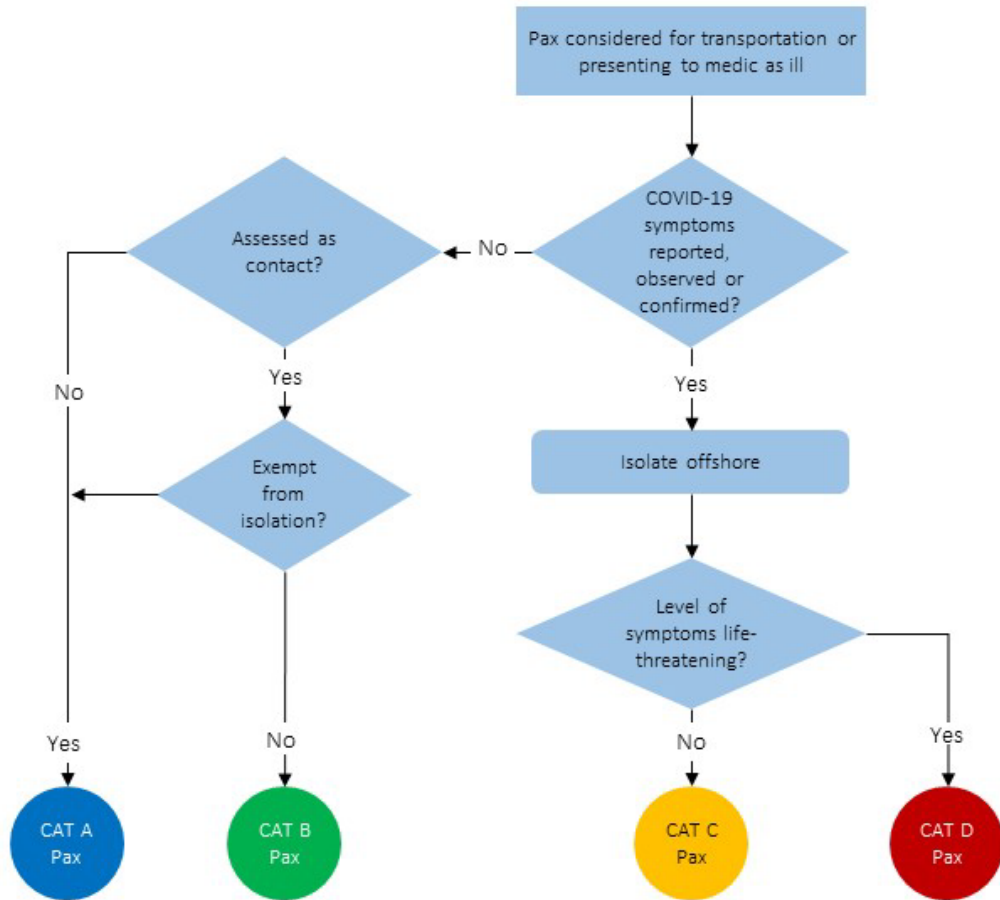 Pax considered for transportation or
presenting to medic as ill
COVID-19
symptoms
reported,
observed or
confirmed?
No
Assessed as
contact?
Yes
No
Yes
Isolate offshore
Exempt
from
isolation?
Level of
symptoms life-
threatening?
Yes
No
No
Yes
CAT A
Pax
CAT B
Pax
CAT C
Pax
CAT D
Pax